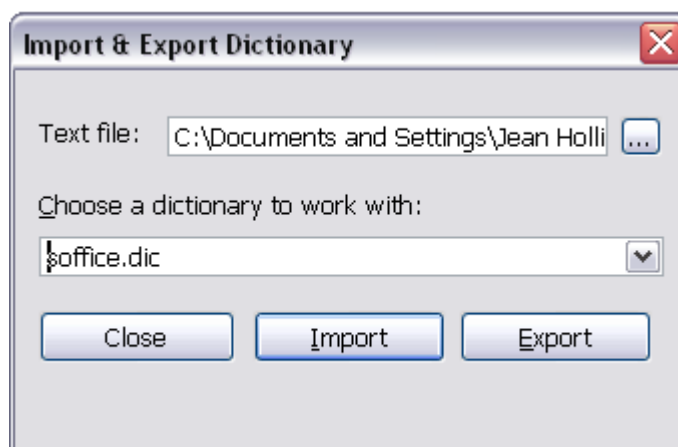 Import & Export Dictionary
Text file: C:\Documents and Settings\Jean Holli ...
Choose a dictionary to work with:
soffice.dic
Close Import Export